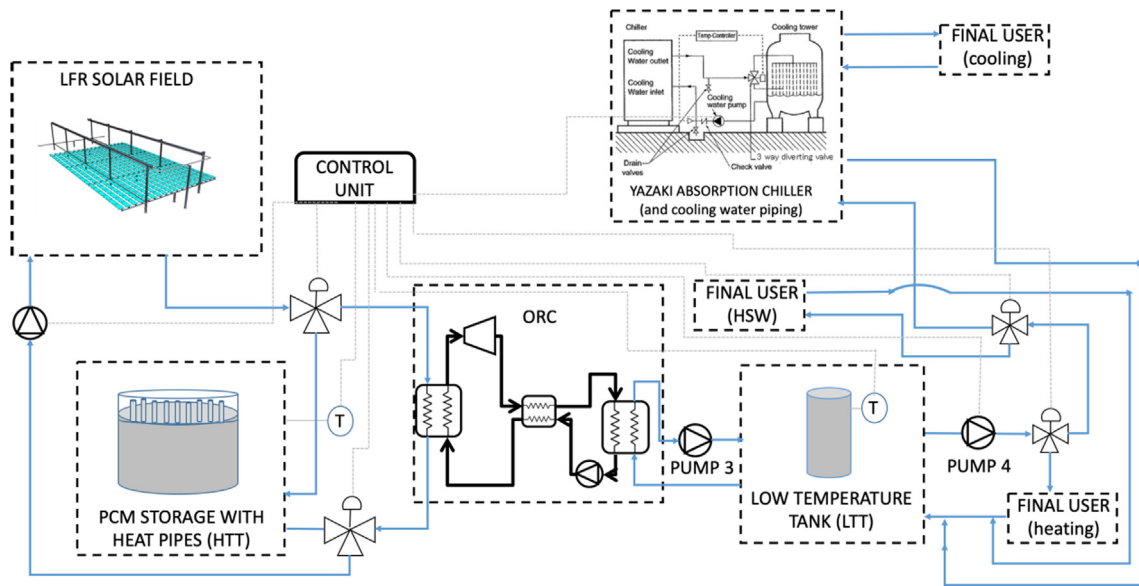 LFR SOLAR FIELD
CONTROL
UNIT
Chiller
Cooling tower
Temp Controller
Cooling
Water outlet
Cooling
Water inlet
Cooling
water pump
Drain
valves
3 way diverting valve
Check valve
YAZAKI ABSORPTION CHILLER
(and cooling water piping)
FINAL USER
(cooling)
ORC
FINAL USER
(HSW)
T
PCM STORAGE WITH
HEAT PIPES (HTT)
PUMP 3
T
LOW TEMPERATURE
TANK (LTT)
PUMP 4
FINAL USER
(heating)